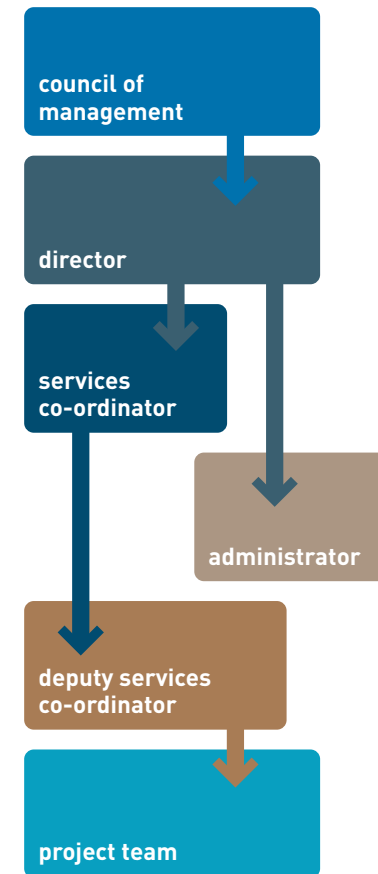 council of
management
director
services
co-ordinator
administrator
deputy services
co-ordinator
project team